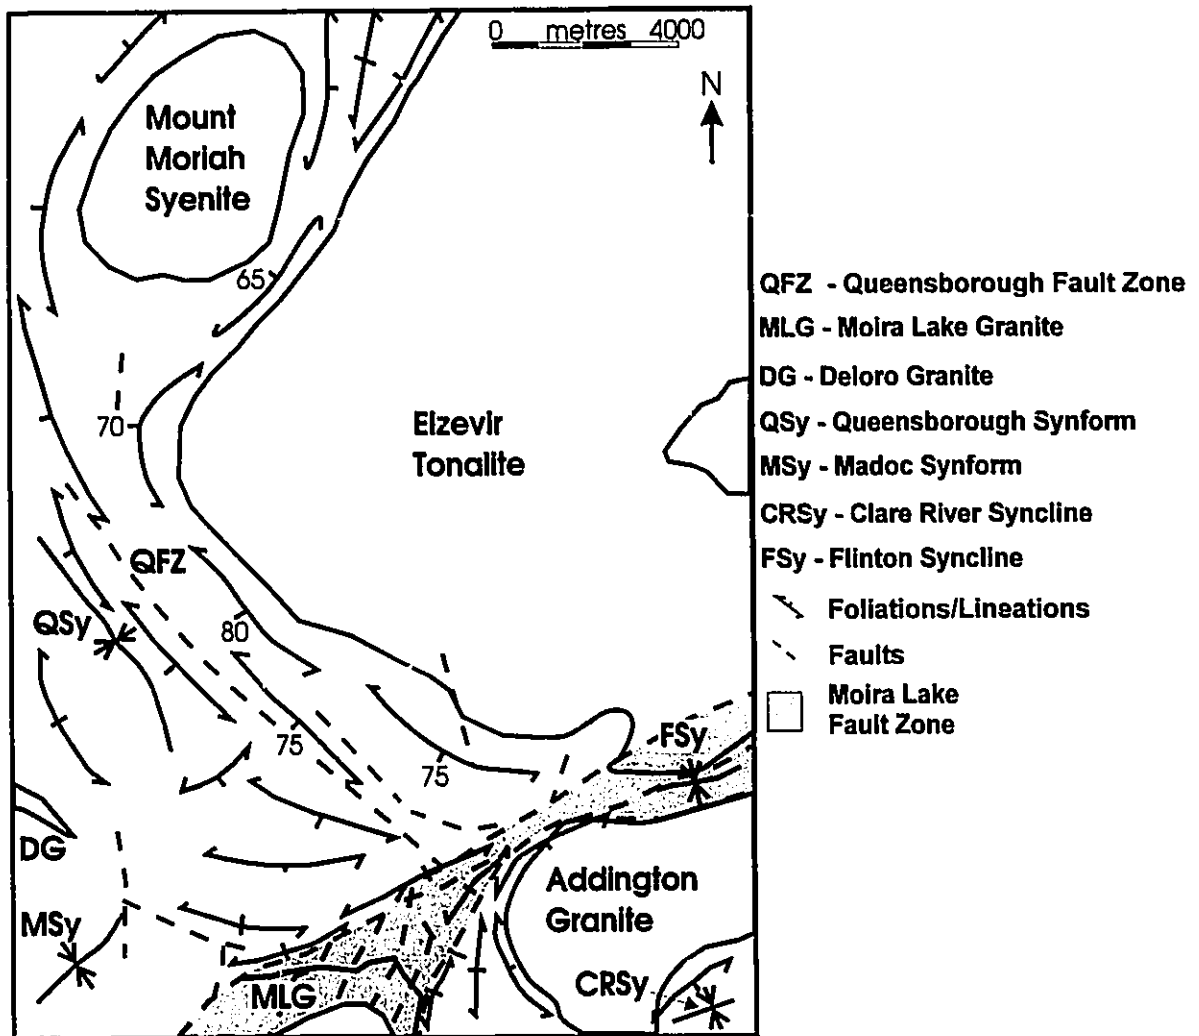 0 metres 4000
N
Mount
Moriah
Syenite
65
70
Elzevir
Tonalite
QFZ
QSy
80
75
75
FSy
DG
Addington
Granite
MSy
CRSy
MLG
QFZ - Queensborough Fault Zone
MLG - Moira Lake Granite
DG - Deloro Granite
QSy - Queensborough Synform
MSy - Madoc Synform
CRSy - Clare River Syncline
FSy - Flinton Syncline
Foliations/Lineations
Faults
Moira Lake
Fault Zone